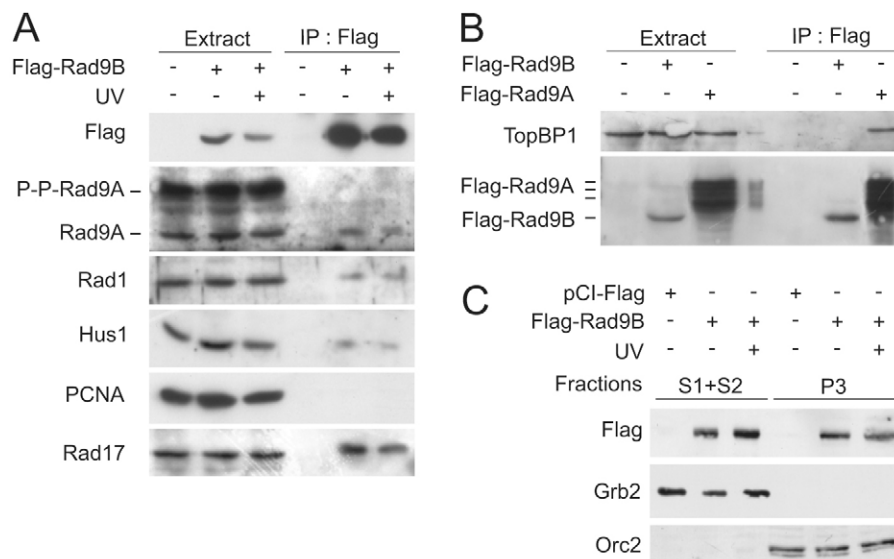 A
Extract IP : Flag
Flag-Rad9B - + + - + +
UV - - + - - +
Flag
P-P-Rad9A –
Rad9A –
Rad1
Hus1
PCNA
Rad17
B
Extract IP : Flag
Flag-Rad9B - + - - + -
Flag-Rad9A - - + - - +
TopBP1
Flag-Rad9A
Flag-Rad9B
C
pCI-Flag + - - + - -
Flag-Rad9B - + + - + +
UV - - + - - +
Fractions S1+S2 P3
Flag
Grb2
Orc2